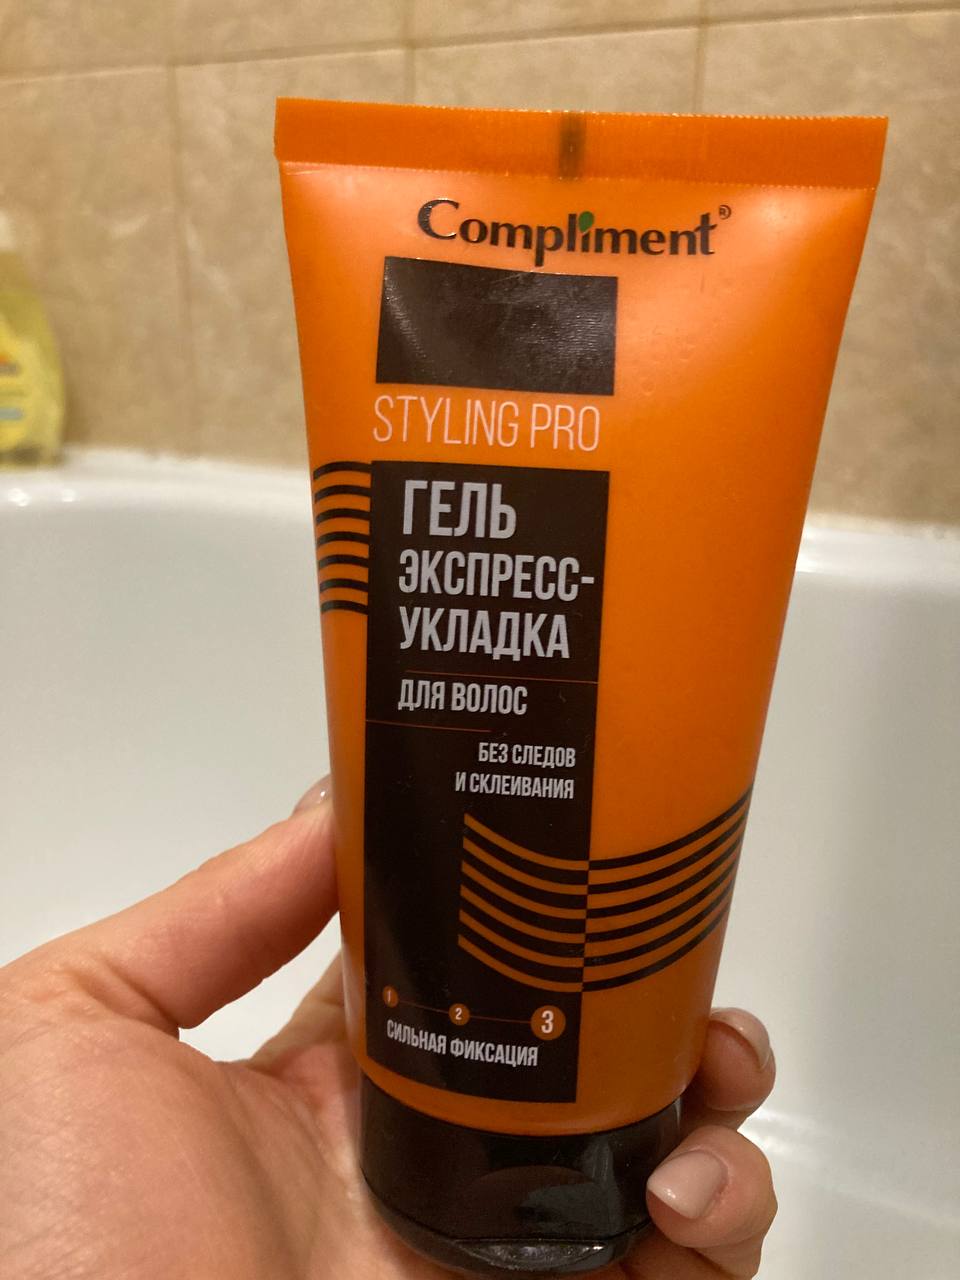 Compliment®
STYLING PRO
ГЕЛЬ
ЭКСПРЕСС-
УКЛАДКА
ДЛЯ ВОЛОС
БЕЗ СЛЕДОВ
И СКЛЕИВАНИЯ
1 2 3
СИЛЬНАЯ ФИКСАЦИЯ